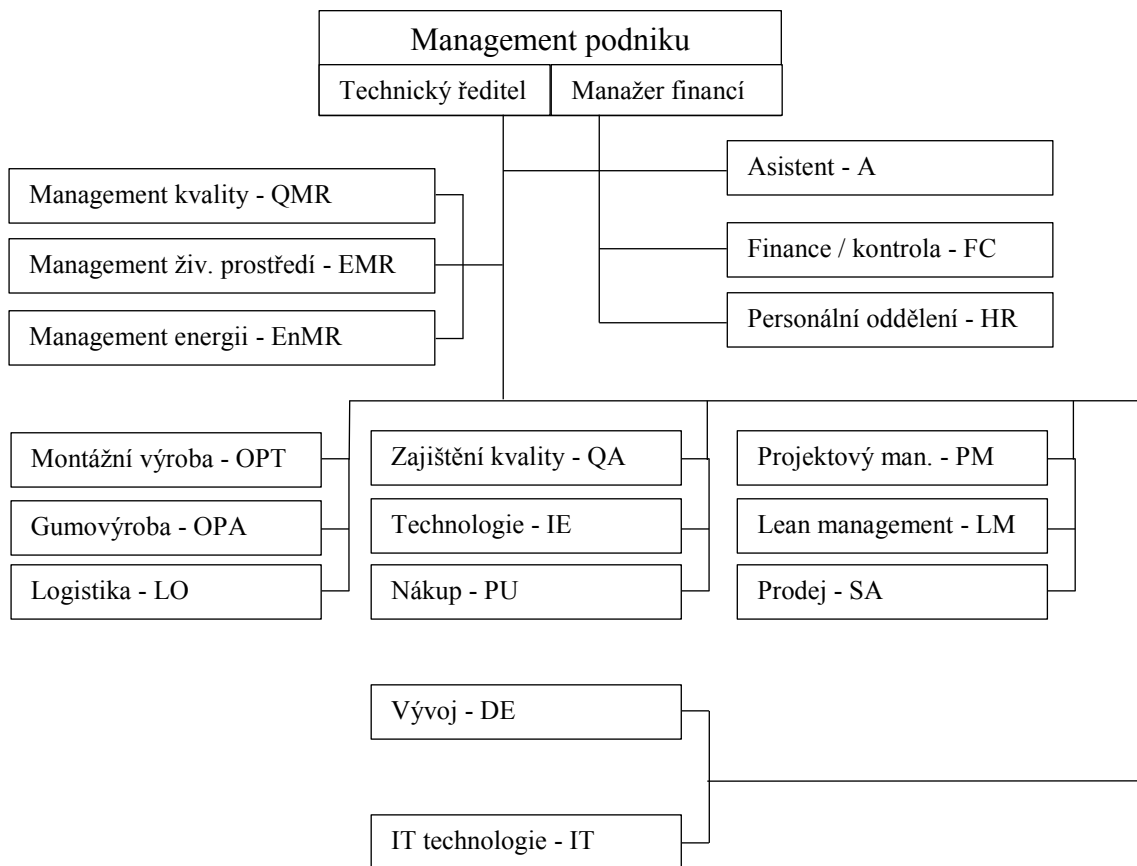 Management podniku
Technický ředitel
Manažer financí
Asistent - A
Management kvality - QMR
Finance / kontrola - FC
Management živ. prostředí - EMR
Personální oddělení - HR
Management energii - EnMR
Montážní výroba - OPT
Zajištění kvality - QA
Projektový man. - PM
Gumovýroba - OPA
Technologie - IE
Lean management - LM
Logistika - LO
Nákup - PU
Prodej - SA
Vývoj - DE
IT technologie - IT